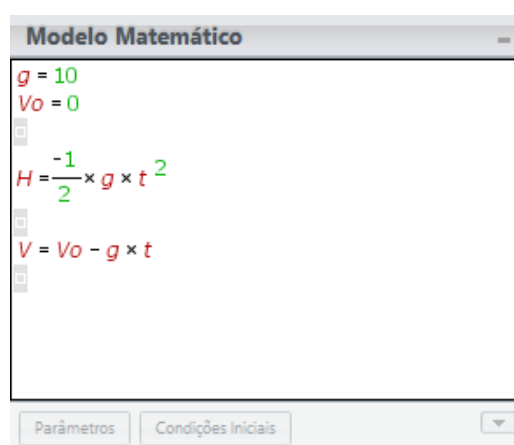 Modelo Matemático
g = 10
Vo = 0
H = -1/2 × g × t 2
V = Vo - g × t
Parâmetros Condições Iniciais